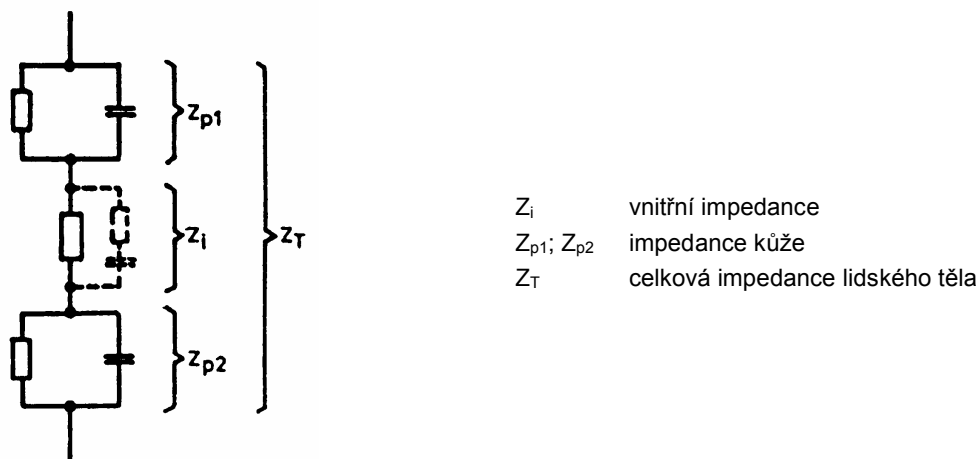 Zp1
Zi
ZT
Zp2
Zi vnitřní impedance
Zp1; Zp2 impedance kůže
ZT celková impedance lidského těla